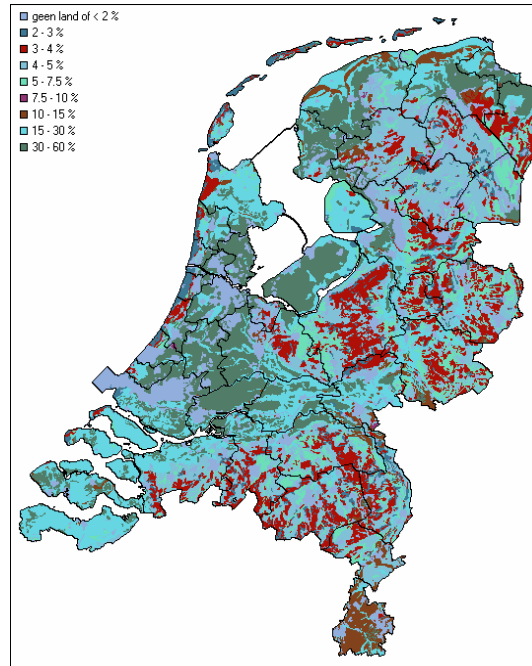 geen land of < 2 %
2 - 3 %
3 - 4 %
4 - 5 %
5 - 7.5 %
7.5 - 10 %
10 - 15 %
15 - 30 %
30 - 60 %